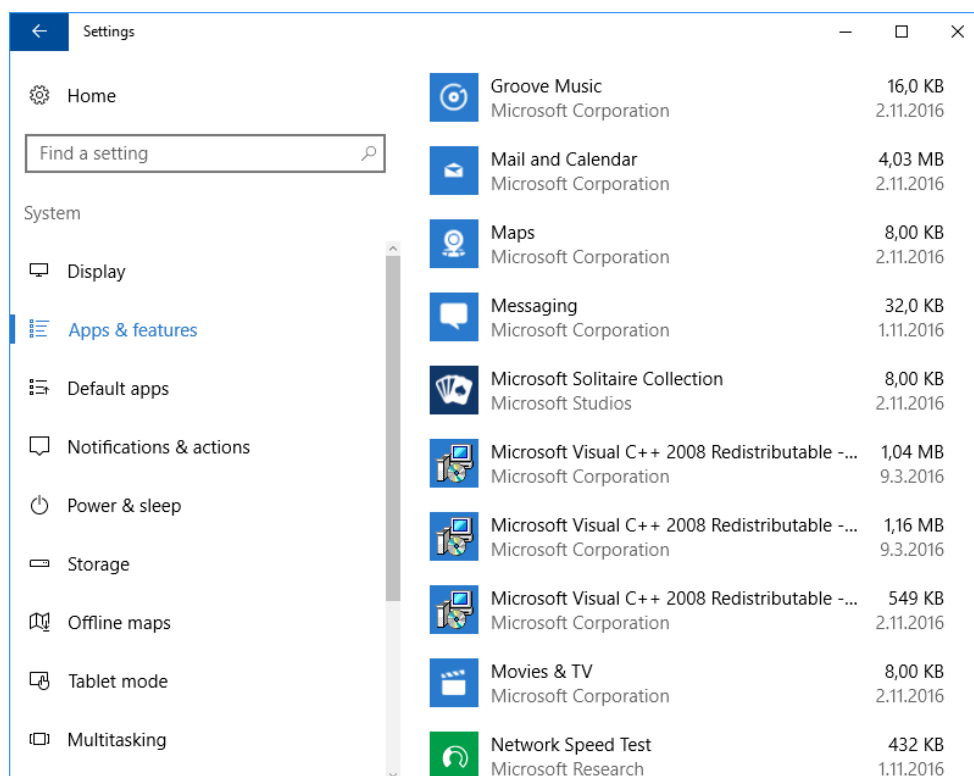 Settings
Home
Find a setting
System
Display
Apps & features
Default apps
Notifications & actions
Power & sleep
Storage
Offline maps
Tablet mode
Multitasking
Groove Music 16,0 KB
Microsoft Corporation 2.11.2016
Mail and Calendar 4,03 MB
Microsoft Corporation 2.11.2016
Maps 8,00 KB
Microsoft Corporation 2.11.2016
Messaging 32,0 KB
Microsoft Corporation 1.11.2016
Microsoft Solitaire Collection 8,00 KB
Microsoft Studios 2.11.2016
Microsoft Visual C++ 2008 Redistributable -... 1,04 MB
Microsoft Corporation 9.3.2016
Microsoft Visual C++ 2008 Redistributable -... 1,16 MB
Microsoft Corporation 9.3.2016
Microsoft Visual C++ 2008 Redistributable -... 549 KB
Microsoft Corporation 2.11.2016
Movies & TV 8,00 KB
Microsoft Corporation 2.11.2016
Network Speed Test 432 KB
Microsoft Research 1.11.2016